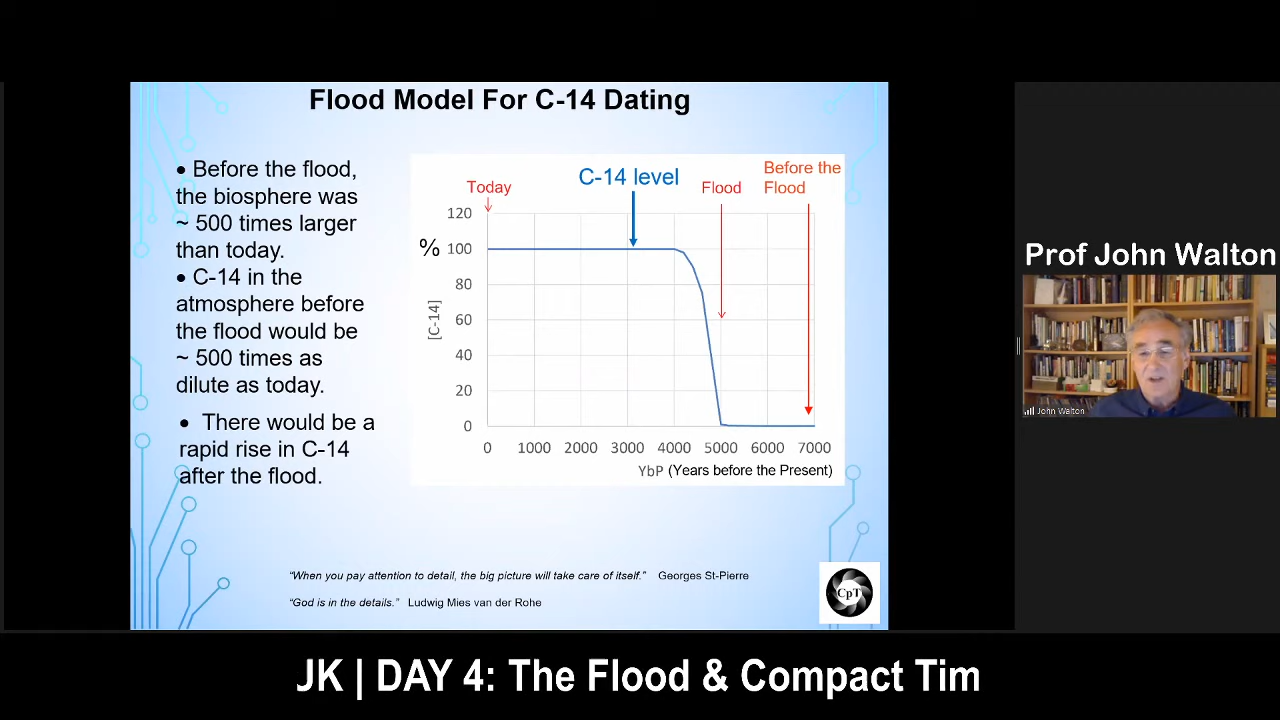 Flood Model For C-14 Dating
• Before the flood,
the biosphere was
~ 500 times larger
than today.
• C-14 in the
atmosphere before
the flood would be
~ 500 times as
dilute as today.
• There would be a
rapid rise in C-14
after the flood.
Today
C-14 level
Flood
Before the
Flood
%
[C-14]
120
100
80
60
40
20
0
0 1000 2000 3000 4000 5000 6000 7000
YbP (Years before the Present)
"When you pay attention to detail, the big picture will take care of itself." Georges St-Pierre
"God is in the details." Ludwig Mies van der Rohe
CpT
Prof John Walton
John Walton
JK | DAY 4: The Flood & Compact Tim